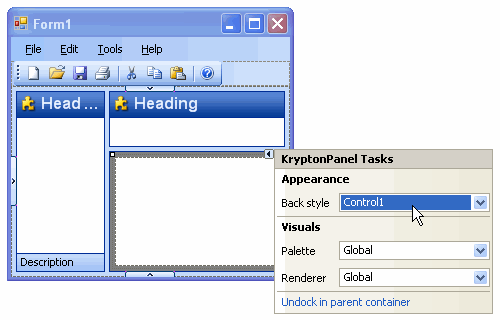 Form1
File Edit Tools Help
Head ... Heading
KryptonPanel Tasks
Appearance
Back style Control1
Visuals
Palette Global
Description
Renderer Global
Undock in parent container